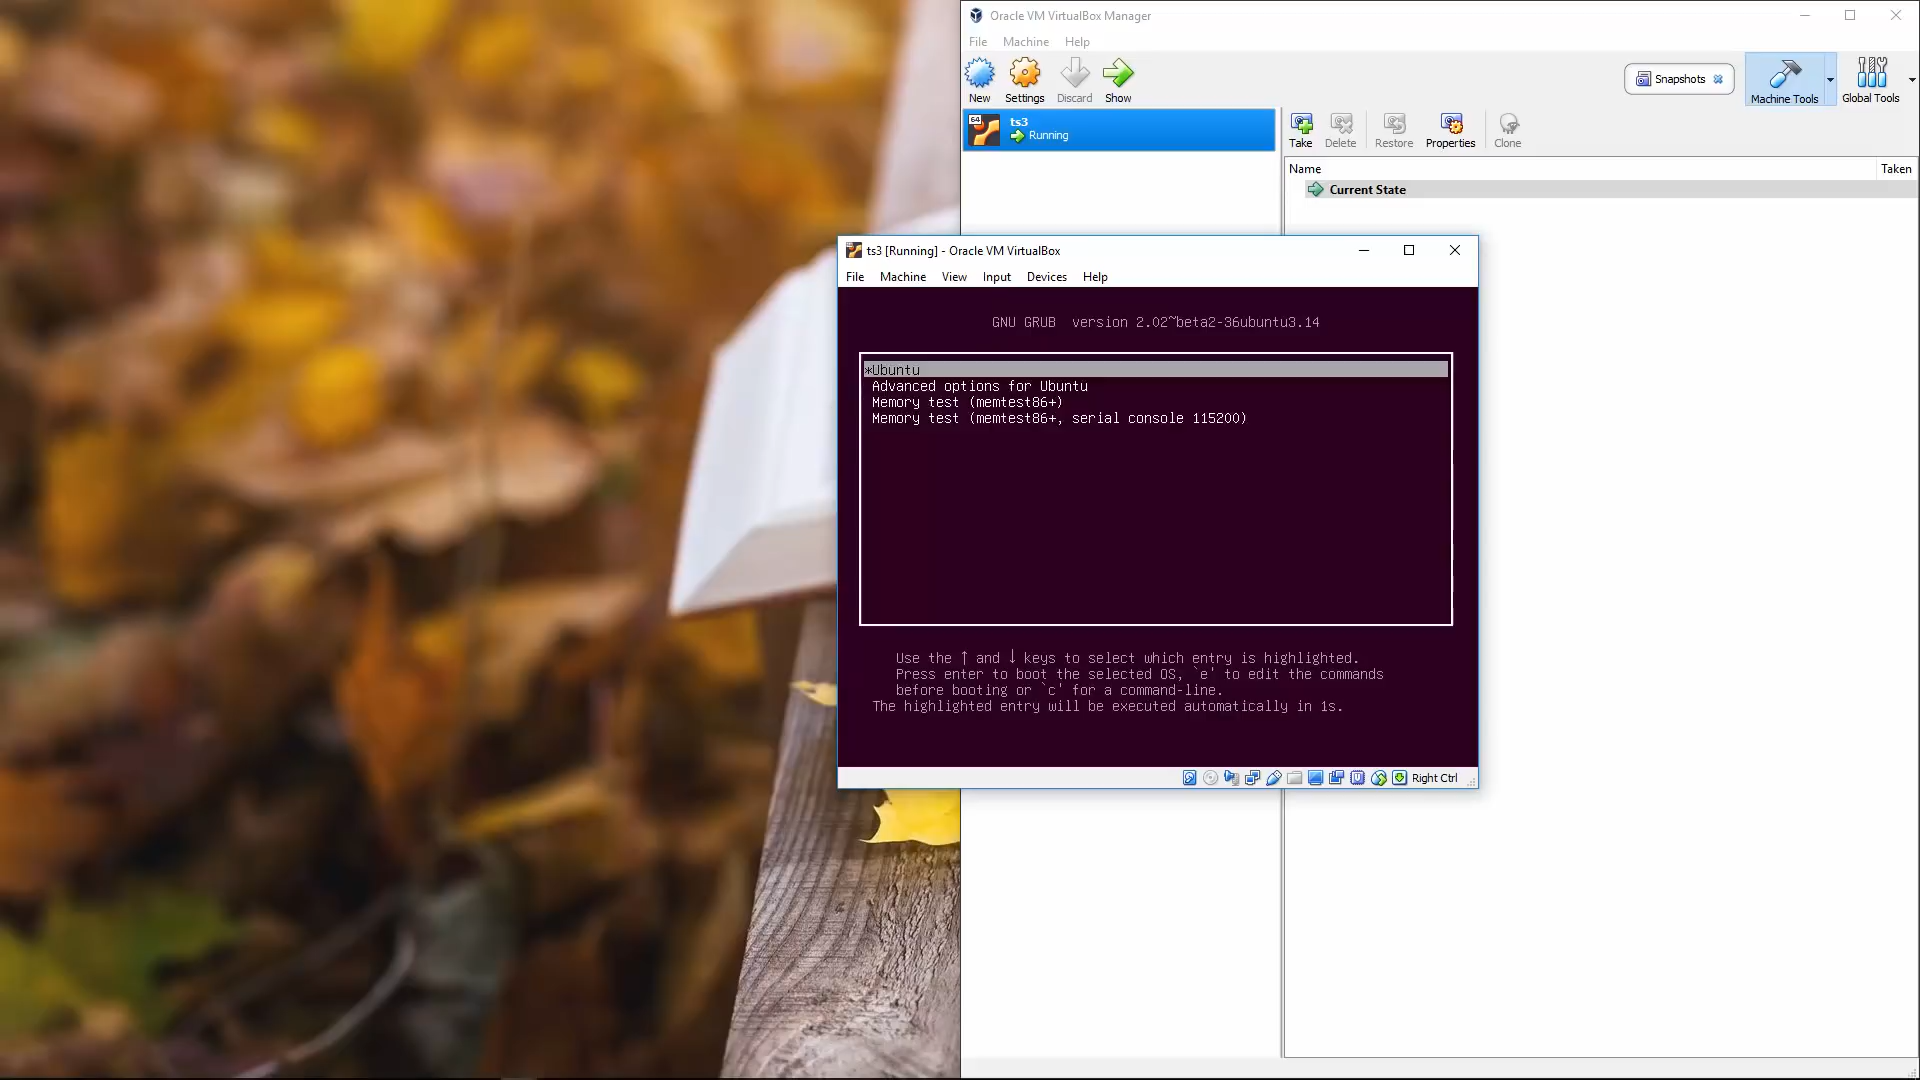 Oracle VM VirtualBox Manager
File Machine Help
New Settings Discard Show
Snapshots
Machine Tools
Global Tools
64
ts3
Running
Take Delete Restore Properties Clone
Name Taken
Current State
ts3 [Running] - Oracle VM VirtualBox
File Machine View Input Devices Help
GNU GRUB version 2.02~beta2-36ubuntu3.14
*Ubuntu
Advanced options for Ubuntu
Memory test (memtest86+)
Memory test (memtest86+, serial console 115200)
Use the ↑ and ↓ keys to select which entry is highlighted.
Press enter to boot the selected OS, `e' to edit the commands
before booting or `c' for a command-line.
The highlighted entry will be executed automatically in 1s.
Right Ctrl